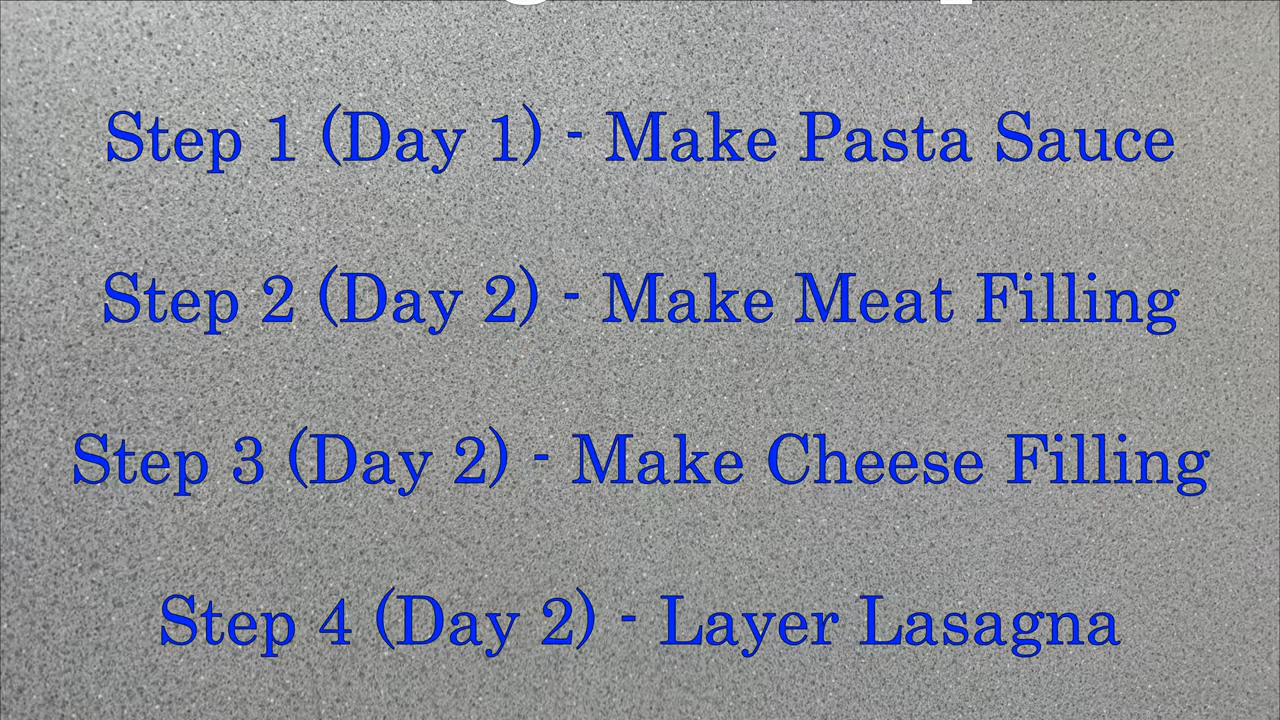 Step 1 (Day 1) - Make Pasta Sauce
Step 2 (Day 2) - Make Meat Filling
Step 3 (Day 2) - Make Cheese Filling
Step 4 (Day 2) - Layer Lasagna